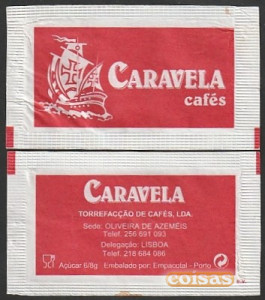 CARAVELA
cafés
CARAVELA
TORREFACÇÃO DE CAFÉS, LDA.
Sede: OLIVEIRA DE AZEMÉIS
Telef. 256 691 093
Delegação: LISBOA
Telef. 218 684 086
Açúcar 6/8g Embalado por: Empacotal - Porto
coisas